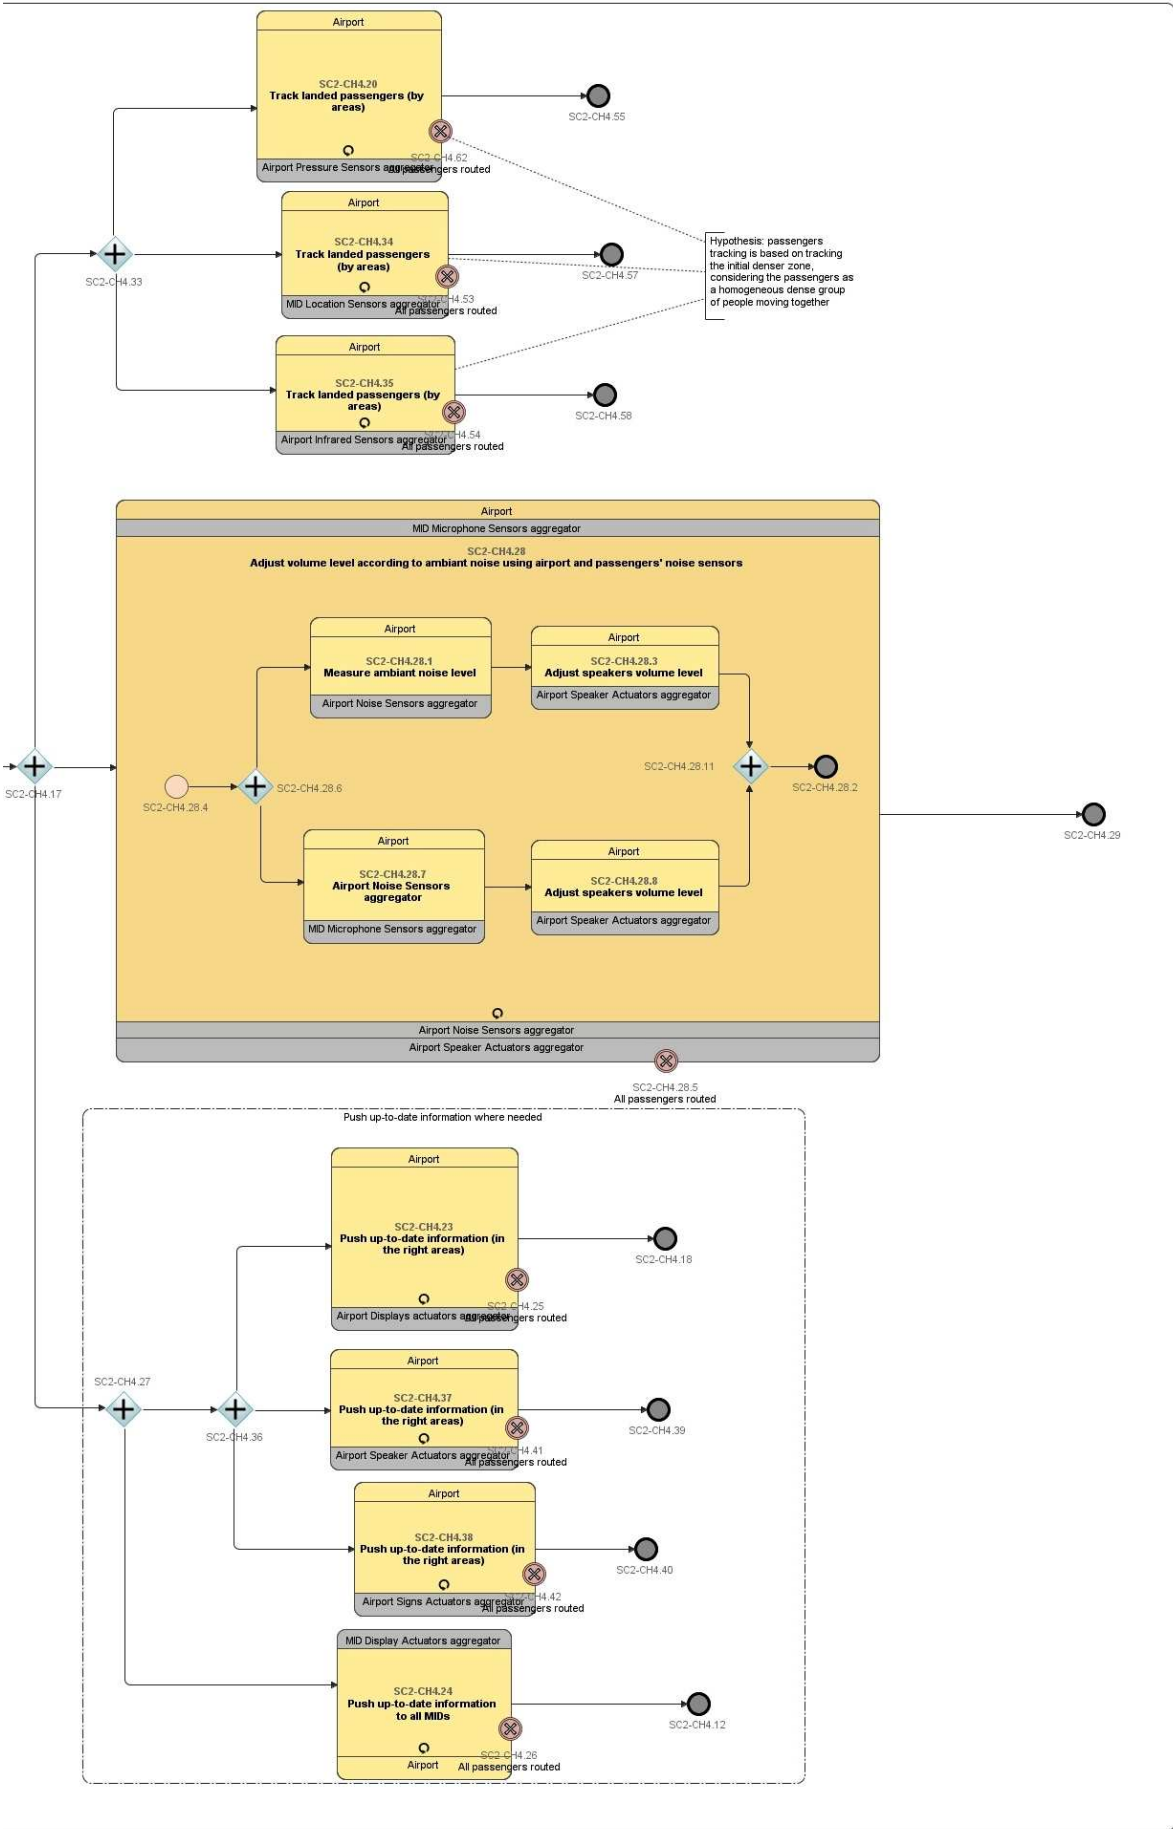 Airport
SC2-CH4.20
Track landed passengers (by
areas)
SC2-CH4.55
SC2-CH4.62
Airport Pressure Sensors aggregator
All passengers routed
Airport
SC2-CH4.34
Track landed passengers
(by areas)
SC2-CH4.57
SC2-CH4.33
SC2-CH4.53
MID Location Sensors aggregator
All passengers routed
Hypothesis: passengers
tracking is based on tracking
the initial denser zone,
considering the passengers as
a homogeneous dense group
of people moving together
Airport
SC2-CH4.35
Track landed passengers (by
areas)
SC2-CH4.58
SC2-CH4.54
Airport Infrared Sensors aggregator
All passengers routed
Airport
MID Microphone Sensors aggregator
SC2-CH4.28
Adjust volume level according to ambiant noise using airport and passengers' noise sensors
Airport
SC2-CH4.28.1
Measure ambiant noise level
Airport Noise Sensors aggregator
Airport
SC2-CH4.28.3
Adjust speakers volume level
Airport Speaker Actuators aggregator
SC2-CH4.17
SC2-CH4.28.4
SC2-CH4.28.6
SC2-CH4.28.11
SC2-CH4.28.2
SC2-CH4.29
Airport
SC2-CH4.28.7
Airport Noise Sensors
aggregator
MID Microphone Sensors aggregator
Airport
SC2-CH4.28.8
Adjust speakers volume level
Airport Speaker Actuators aggregator
Airport Noise Sensors aggregator
Airport Speaker Actuators aggregator
SC2-CH4.28.5
All passengers routed
Push up-to-date information where needed
Airport
SC2-CH4.23
Push up-to-date information (in
the right areas)
SC2-CH4.18
SC2-CH4.25
Airport Displays actuators aggregator
All passengers routed
SC2-CH4.27
SC2-CH4.36
Airport
SC2-CH4.37
Push up-to-date information (in
the right areas)
SC2-CH4.39
SC2-CH4.41
Airport Speaker Actuators aggregator
All passengers routed
Airport
SC2-CH4.38
Push up-to-date information (in
the right areas)
SC2-CH4.40
SC2-CH4.42
Airport Signs Actuators aggregator
All passengers routed
MID Display Actuators aggregator
SC2-CH4.24
Push up-to-date information
to all MIDs
SC2-CH4.12
SC2-CH4.26
Airport
All passengers routed